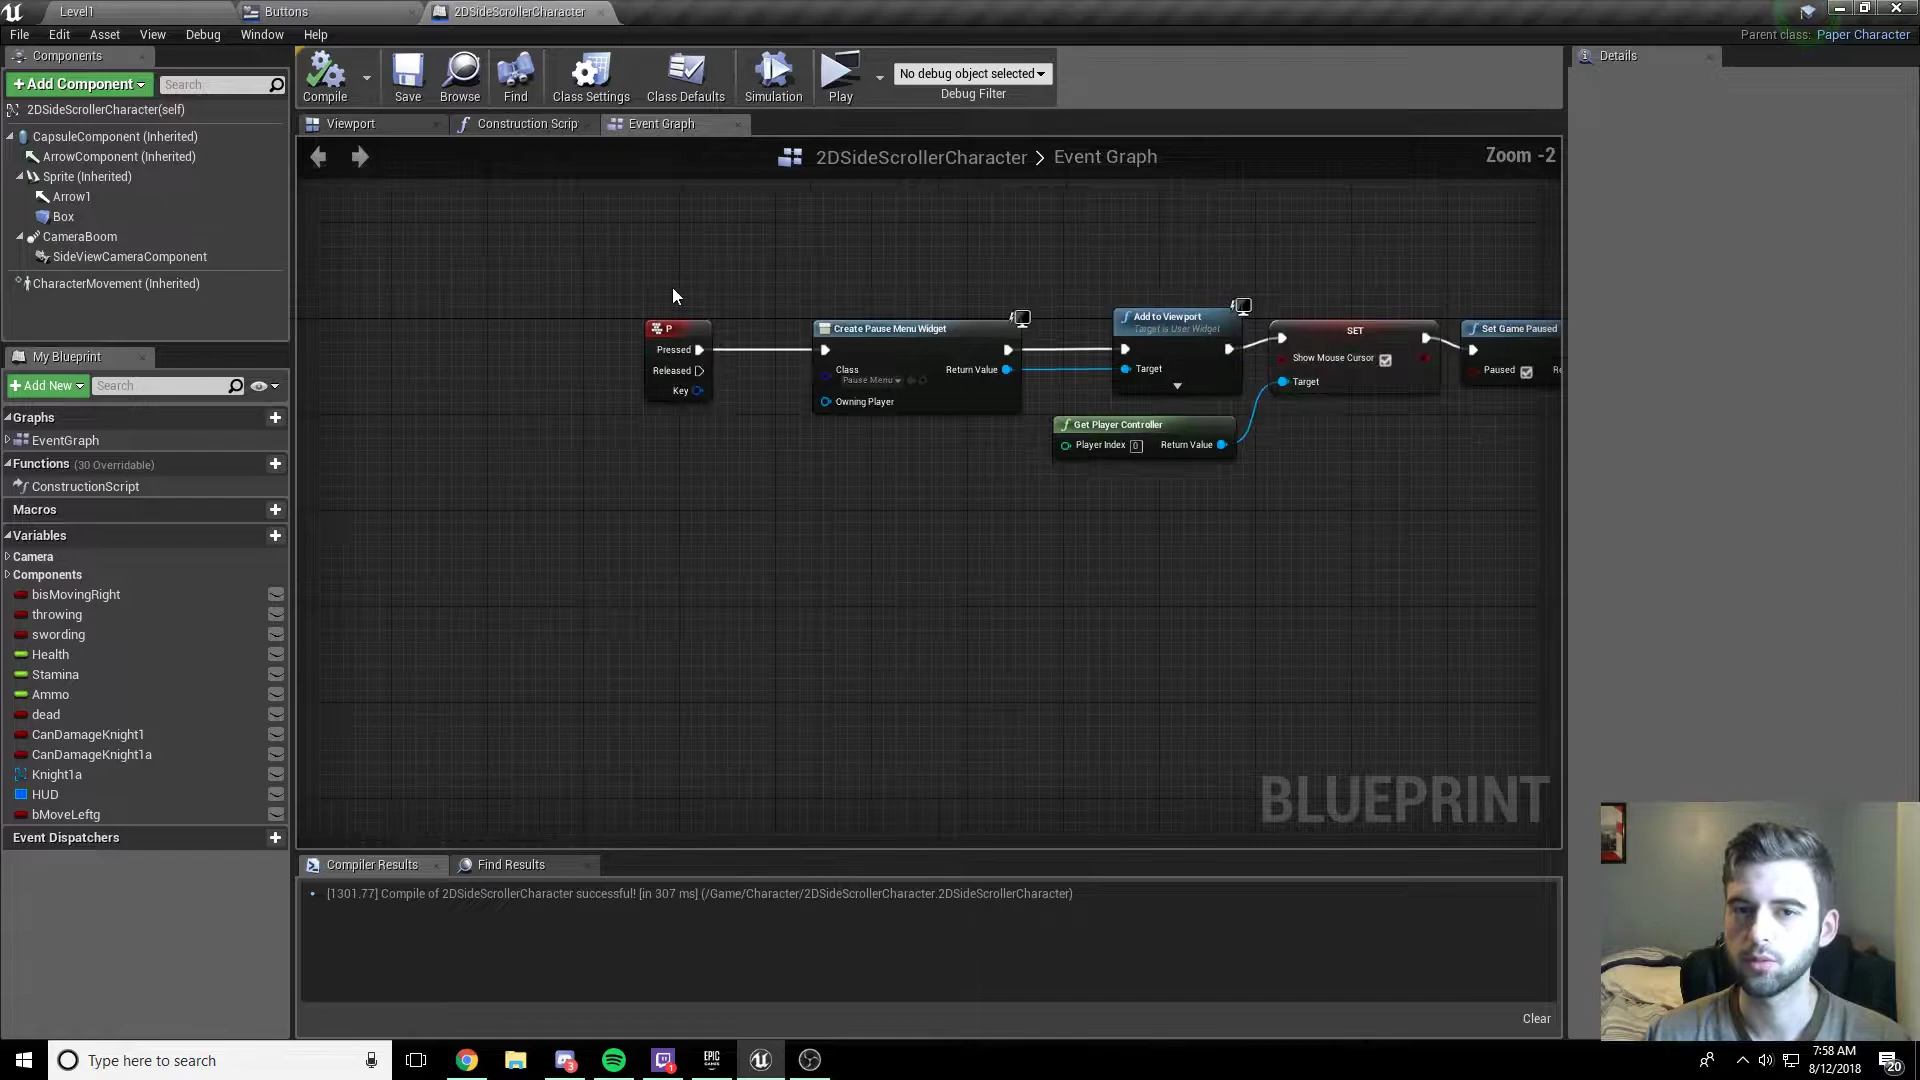 Level1
Buttons
2DSideScrollerCharacter
File Edit Asset View Debug Window Help
Parent class: Paper Character
Components
+Add Component
Search
2DSideScrollerCharacter(self)
CapsuleComponent (Inherited)
ArrowComponent (Inherited)
Sprite (Inherited)
Arrow1
Box
CameraBoom
SideViewCameraComponent
CharacterMovement (Inherited)
My Blueprint
+Add New
Search
Graphs
EventGraph
Functions (30 Overridable)
ConstructionScript
Macros
Variables
Camera
Components
bisMovingRight
throwing
swording
Health
Stamina
Ammo
dead
CanDamageKnight1
CanDamageKnight1a
Knight1a
HUD
bMoveLeftg
Event Dispatchers
Compile
Save
Browse
Find
Class Settings
Class Defaults
Simulation
Play
No debug object selected
Debug Filter
Viewport
Construction Scrip
Event Graph
2DSideScrollerCharacter > Event Graph
Zoom -2
P
Pressed
Released
Key
Create Pause Menu Widget
Class
Pause Menu
Return Value
Owning Player
Add to Viewport
Target is User Widget
Target
Get Player Controller
Player Index 0
Return Value
SET
Show Mouse Cursor
Target
Set Game Paused
Paused
Re
BLUEPRINT
Compiler Results
Find Results
[1301.77] Compile of 2DSideScrollerCharacter successful! [in 307 ms] (/Game/Character/2DSideScrollerCharacter.2DSideScrollerCharacter)
Clear
Details
Type here to search
3
1
EPIC
GAMES
7:58 AM
8/12/2018
20